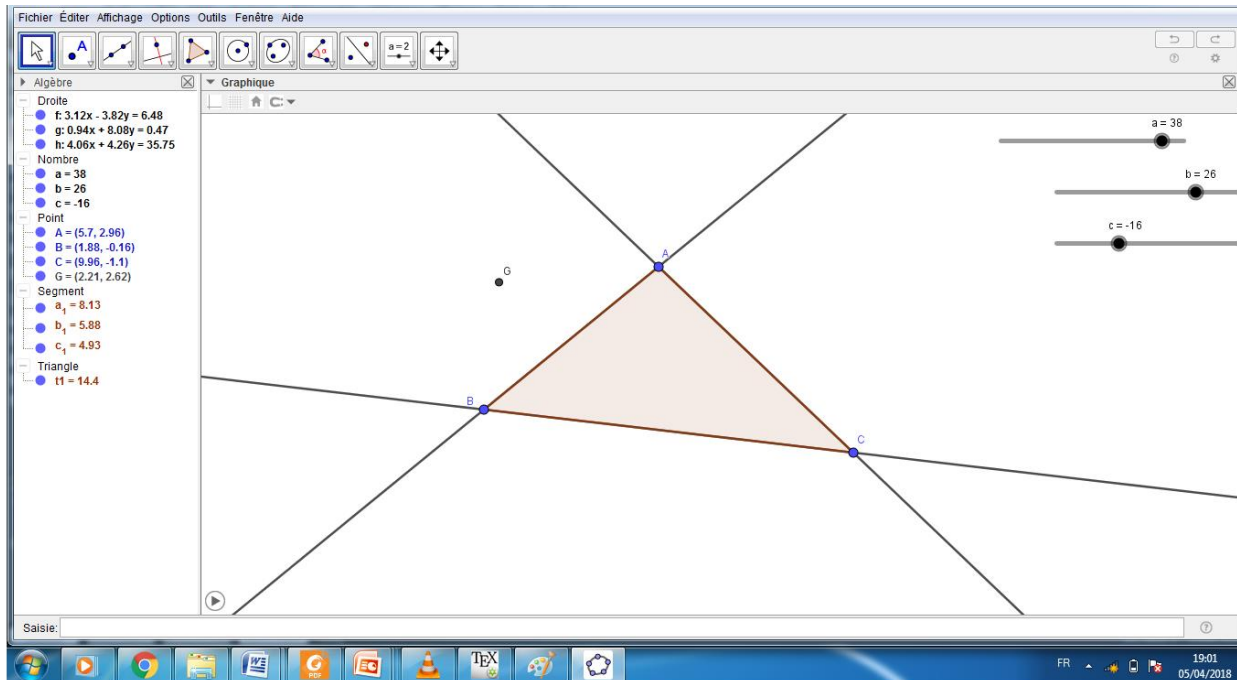 Fichier Éditer Affichage Options Outils Fenêtre Aide
A
a=2
Algèbre
Graphique
Droite
f: 3.12x - 3.82y = 6.48
g: 0.94x + 8.08y = 0.47
h: 4.06x + 4.26y = 35.75
Nombre
a = 38
b = 26
c = -16
Point
A = (5.7, 2.96)
B = (1.88, -0.16)
C = (9.96, -1.1)
G = (2.21, 2.62)
Segment
a₁ = 8.13
b₁ = 5.88
c₁ = 4.93
Triangle
t1 = 14.4
a = 38
b = 26
c = -16
A
G
B
C
Saisie:
W
PDF
TEX
FR
19:01
05/04/2018